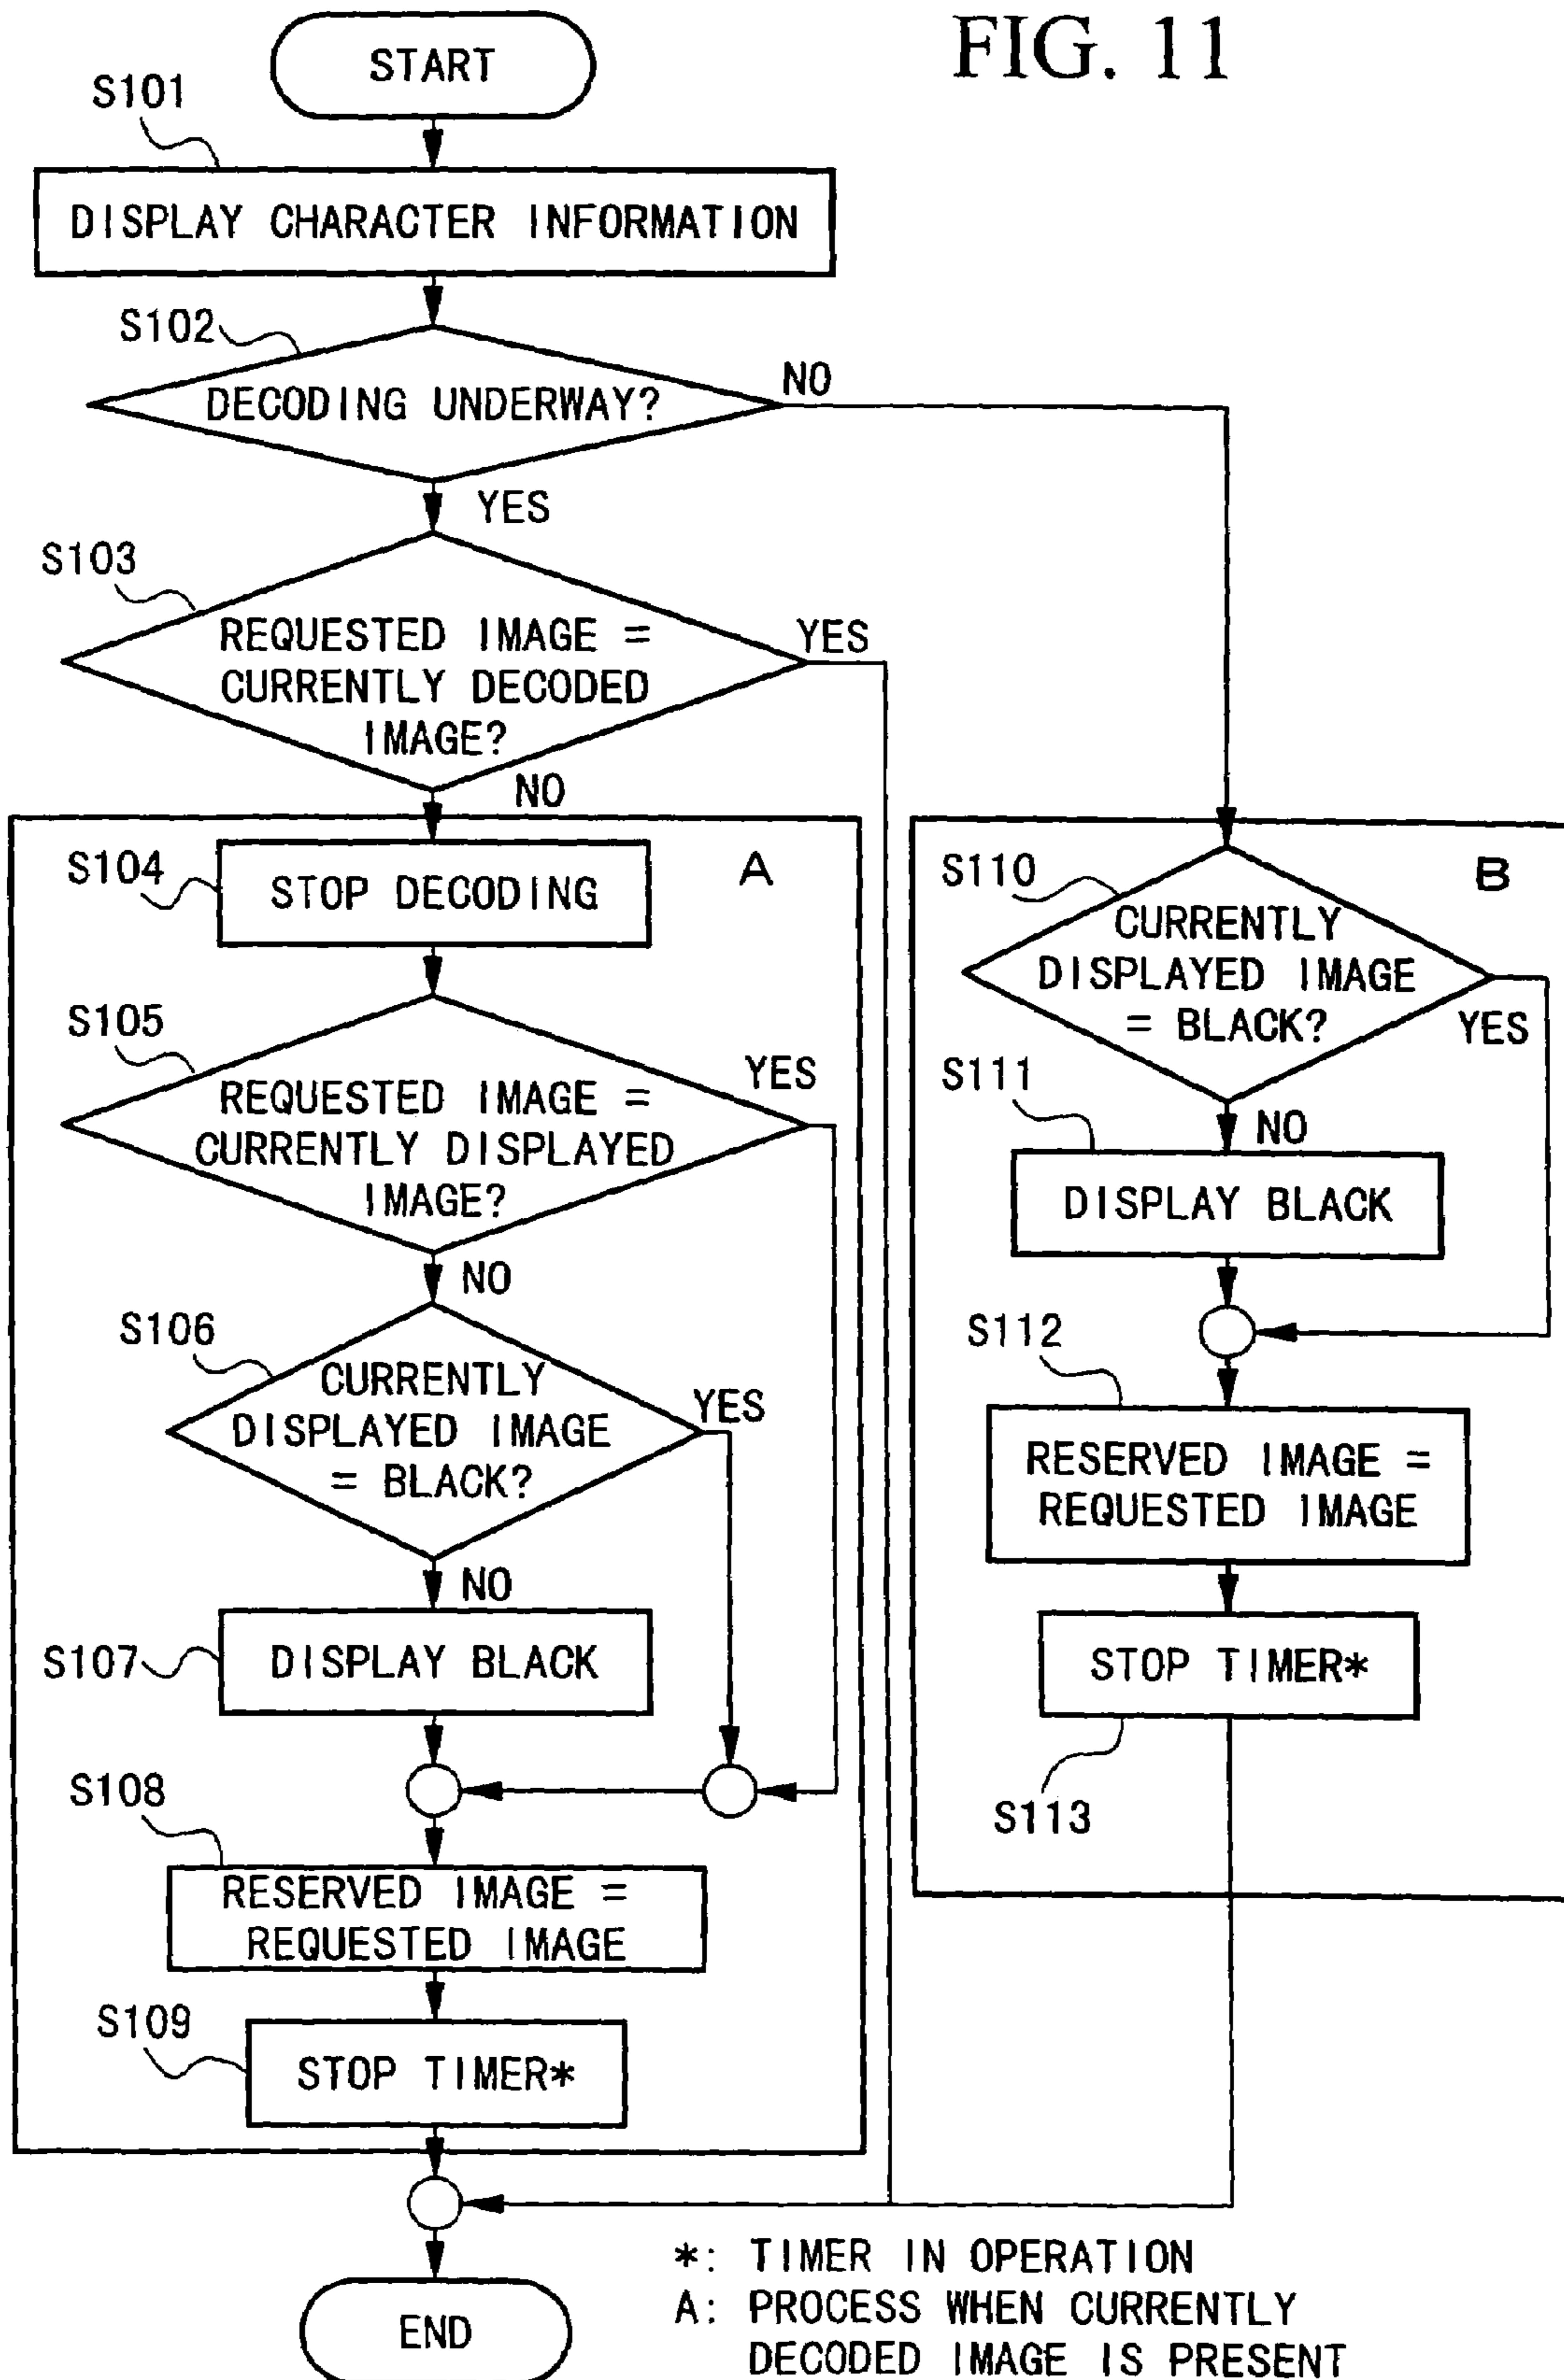 FIG. 11
START
S101
DISPLAY CHARACTER INFORMATION
S102
DECODING UNDERWAY?
NO
YES
S103
REQUESTED IMAGE =
CURRENTLY DECODED
IMAGE?
YES
NO
A
S104
STOP DECODING
S105
REQUESTED IMAGE =
CURRENTLY DISPLAYED
IMAGE?
YES
NO
S106
CURRENTLY
DISPLAYED IMAGE
= BLACK?
YES
NO
S107
DISPLAY BLACK
S108
RESERVED IMAGE =
REQUESTED IMAGE
S109
STOP TIMER*
B
S110
CURRENTLY
DISPLAYED IMAGE
= BLACK?
YES
NO
S111
DISPLAY BLACK
S112
RESERVED IMAGE =
REQUESTED IMAGE
STOP TIMER*
S113
END
*: TIMER IN OPERATION
A: PROCESS WHEN CURRENTLY
DECODED IMAGE IS PRESENT